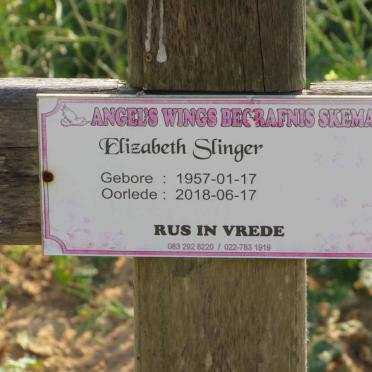 ANGEL'S WINGS BEGRAFNIS SKEMA
Elizabeth Slinger
Gebore : 1957-01-17
Oorlede : 2018-06-17
RUS IN VREDE
083 292 8220 / 022-783 1919